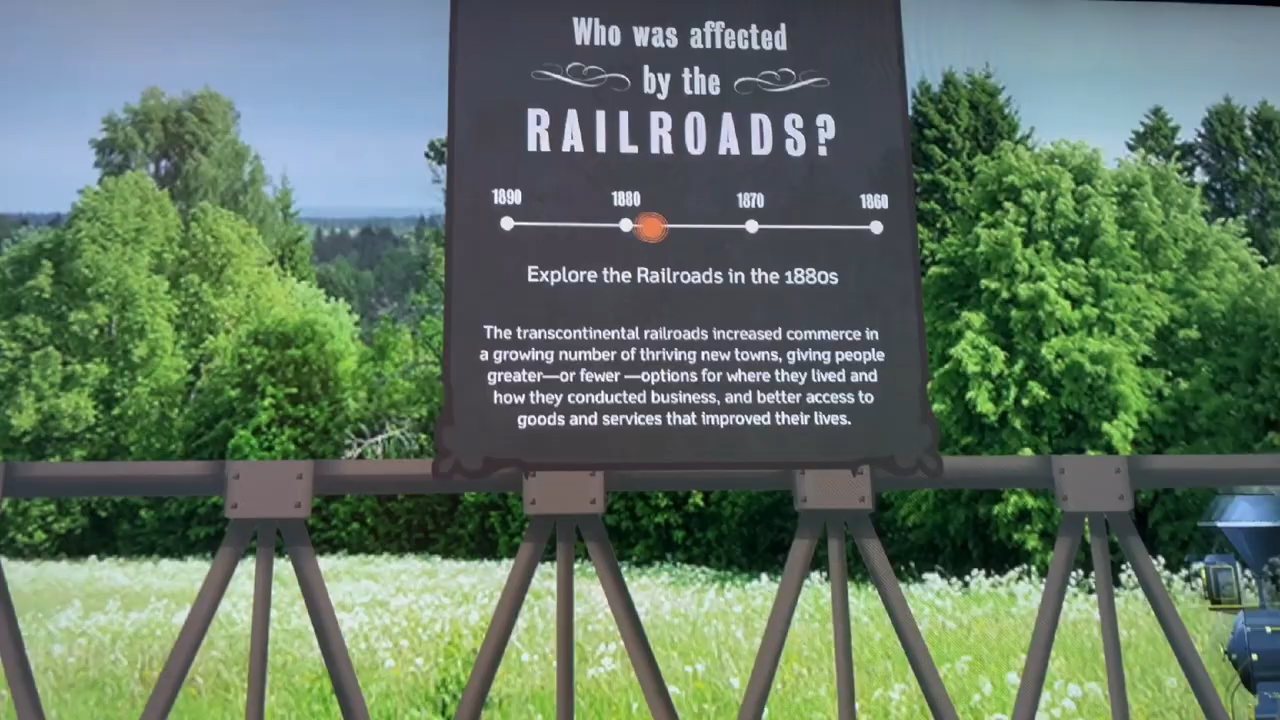 Who was affected
by the
RAILROADS?
1890 1880 1870 1860
Explore the Railroads in the 1880s
The transcontinental railroads increased commerce in
a growing number of thriving new towns, giving people
greater—or fewer —options for where they lived and
how they conducted business, and better access to
goods and services that improved their lives.